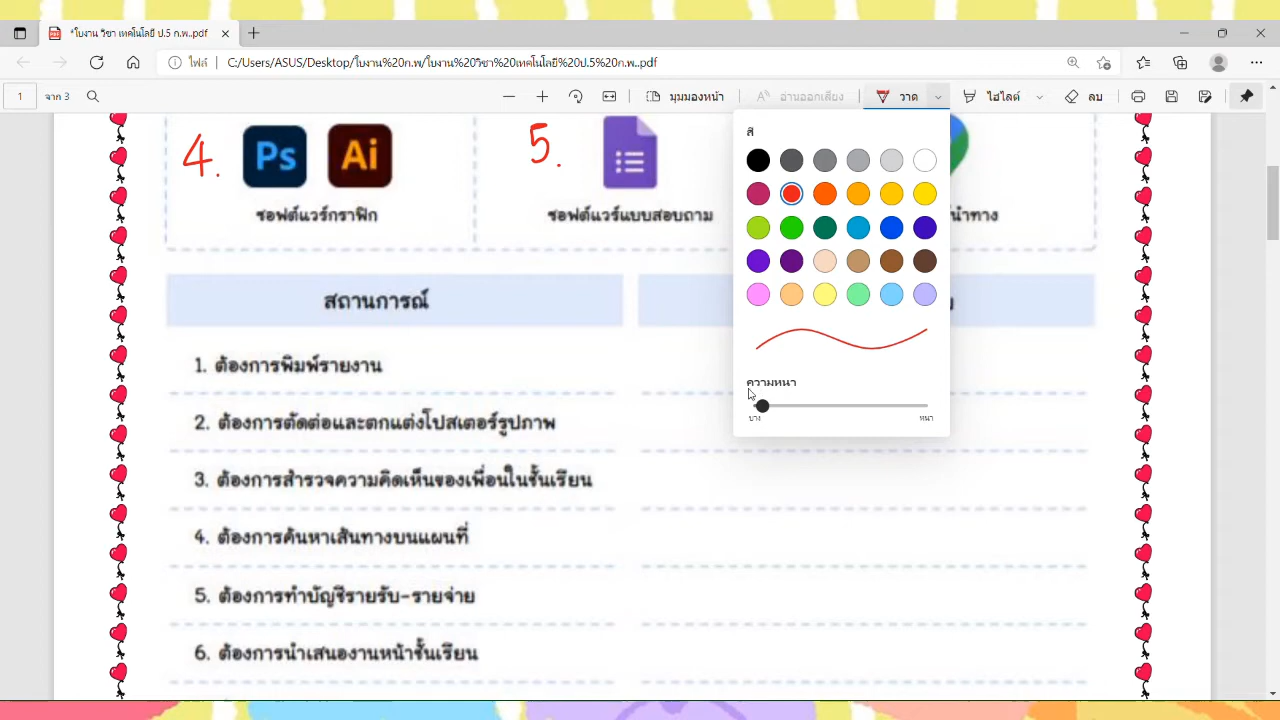 *ใบงาน วิชา เทคโนโลยี ป.5 ก.พ..pdf
ไฟล์ C:/Users/ASUS/Desktop/ใบงาน%20ก.พ/ใบงาน%20วิชา%20เทคโนโลยี%20ป.5%20ก.พ..pdf
1 จาก 3 มุมมองหน้า อ่านออกเสียง วาด ไฮไลต์ ลบ
สี
4. Ps Ai 5.
ซอฟต์แวร์กราฟิก ซอฟต์แวร์แบบสอบถาม นำทาง
สถานการณ์
1. ต้องการพิมพ์รายงาน
ความหนา
บาง หนา
2. ต้องการตัดต่อและตกแต่งโปสเตอร์รูปภาพ
3. ต้องการสำรวจความคิดเห็นของเพื่อนในชั้นเรียน
4. ต้องการค้นหาเส้นทางบนแผนที่
5. ต้องการทำบัญชีรายรับ-รายจ่าย
6. ต้องการนำเสนองานหน้าชั้นเรียน